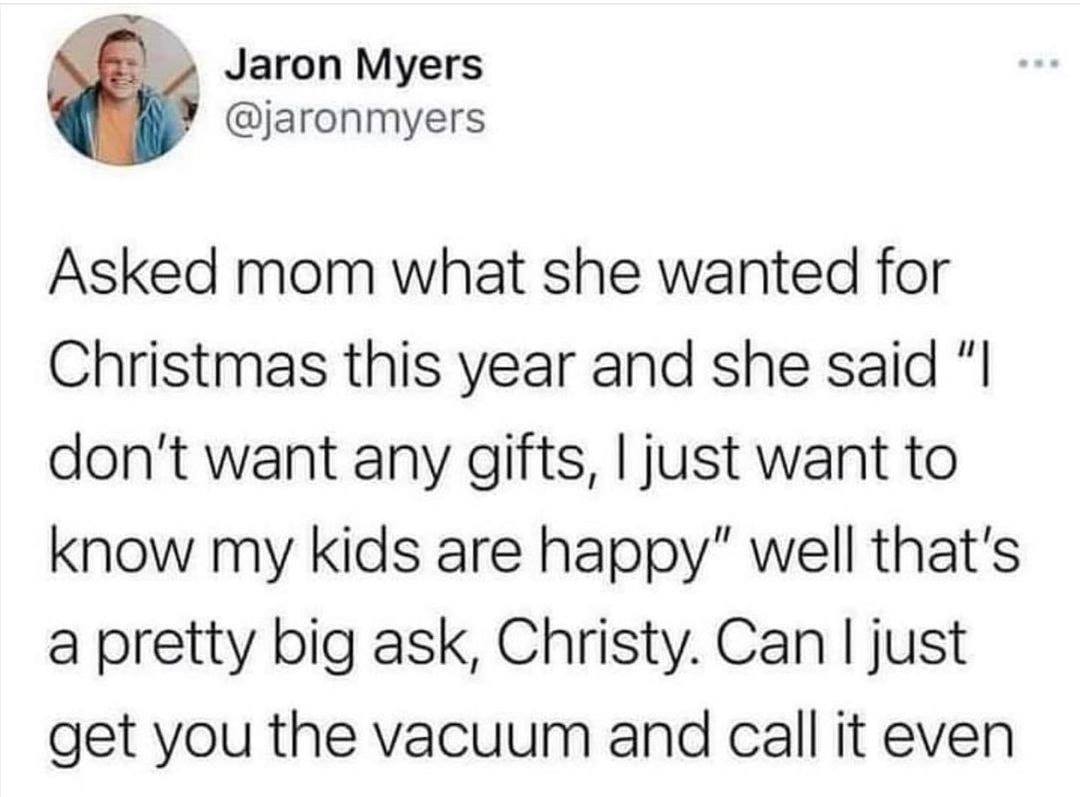 Jaron Myers
@jaronmyers
Asked mom what she wanted for
Christmas this year and she said "I
don't want any gifts, I just want to
know my kids are happy" well that's
a pretty big ask, Christy. Can I just
get you the vacuum and call it even